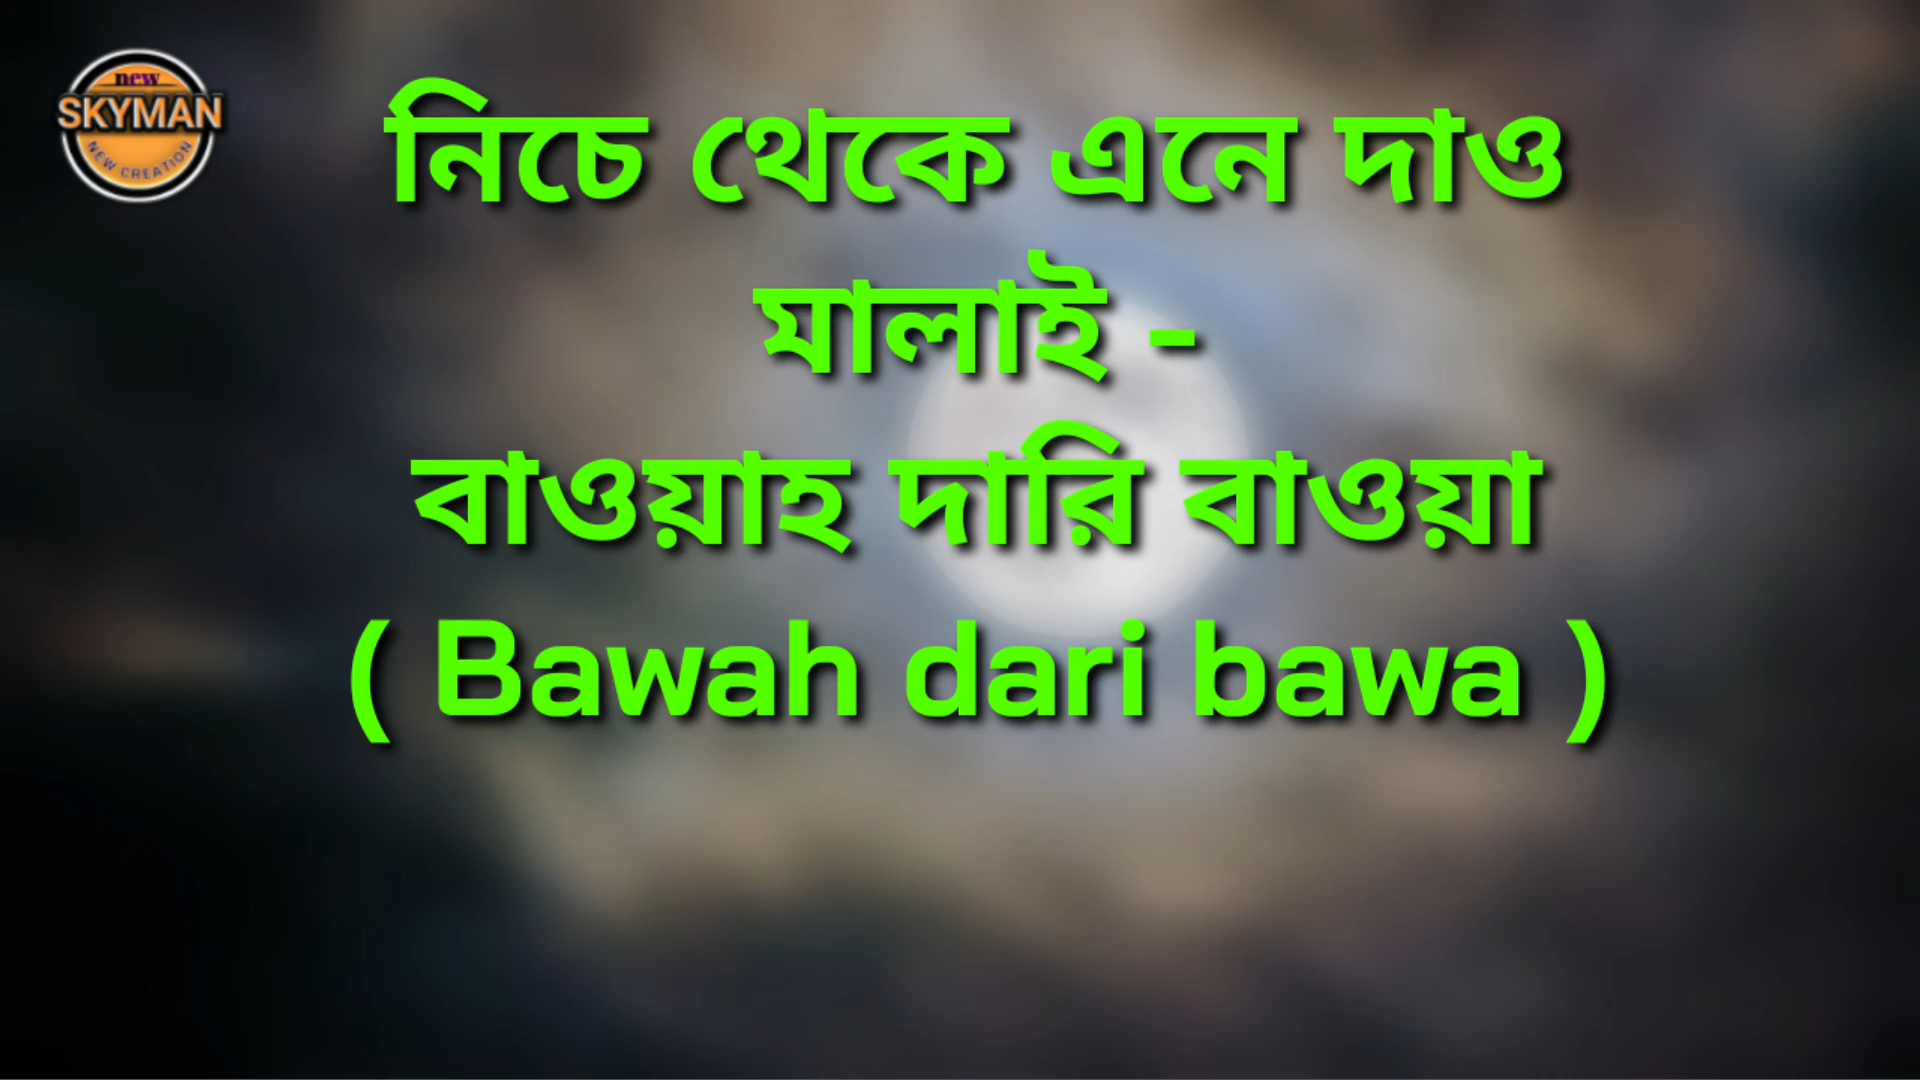 new
SKYMAN
NEW CREATION
নিচে থেকে এনে দাও
মালাই -
বাওয়াহ দারি বাওয়া
( Bawah dari bawa )